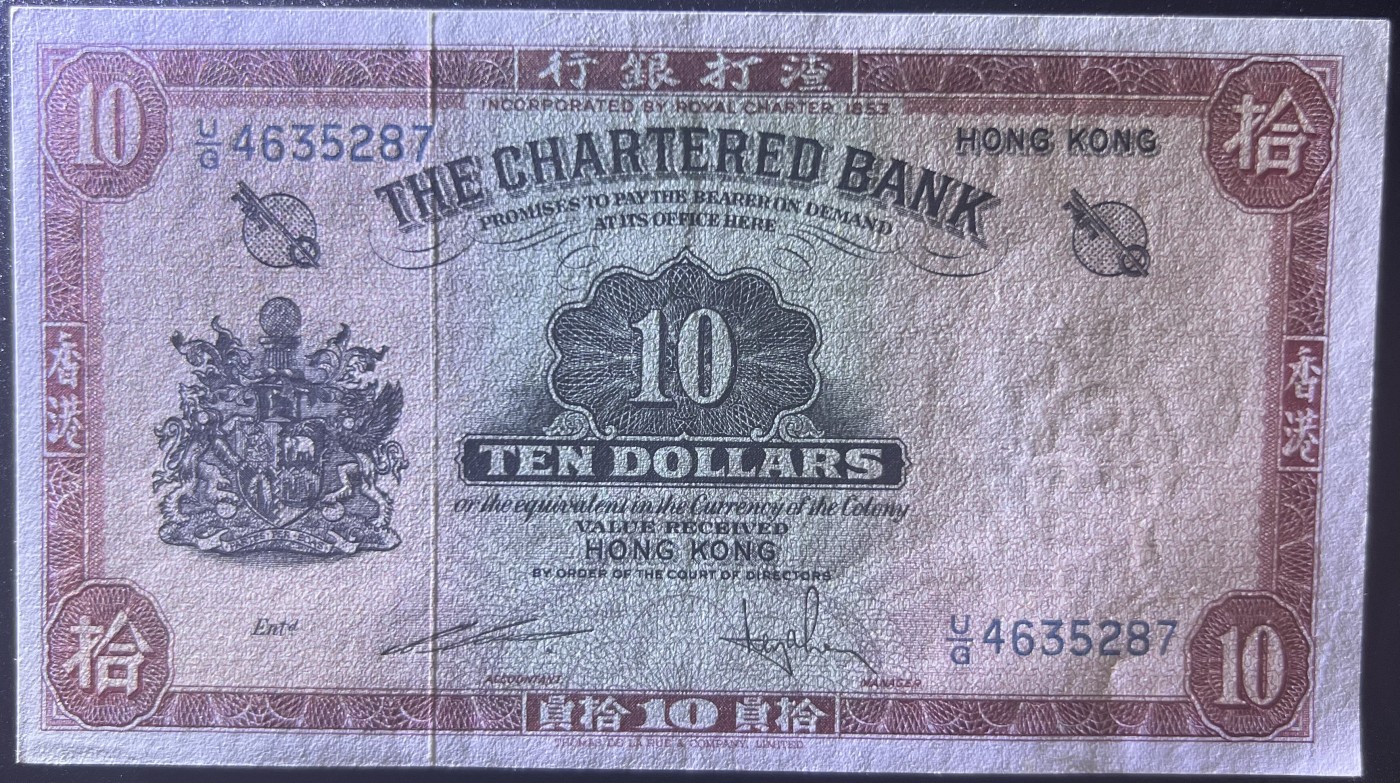 行銀打渣
INCORPORATED BY ROYAL CHARTER 1853
10
拾
U/G 4635287
HONG KONG
THE CHARTERED BANK
PROMISES TO PAY THE BEARER ON DEMAND
AT ITS OFFICE HERE
10
香港
香港
TEN DOLLARS
or the equivalent in the Currency of the Colony
VALUE RECEIVED
HONG KONG
BY ORDER OF THE COURT OF DIRECTORS
Entd
U/G 4635287
拾
10
ACCOUNTANT.
MANAGER.
員拾10員拾
THOMAS DE LA RUE & COMPANY, LIMITED.